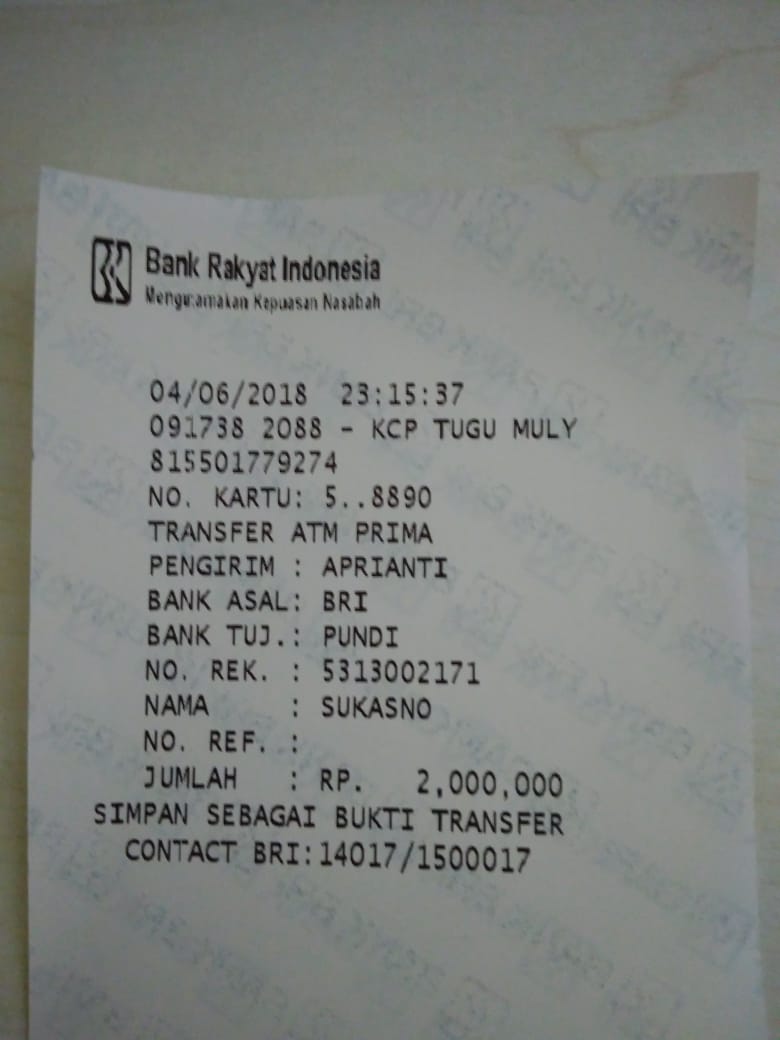 Bank Rakyat Indonesia
Mengutamakan Kepuasan Nasabah
04/06/2018 23:15:37
091738 2088 - KCP TUGU MULY
815501779274
NO. KARTU: 5..8890
TRANSFER ATM PRIMA
PENGIRIM : APRIANTI
BANK ASAL: BRI
BANK TUJ.: PUNDI
NO. REK. : 5313002171
NAMA : SUKASNO
NO. REF. :
JUMLAH : RP. 2,000,000
SIMPAN SEBAGAI BUKTI TRANSFER
CONTACT BRI:14017/1500017